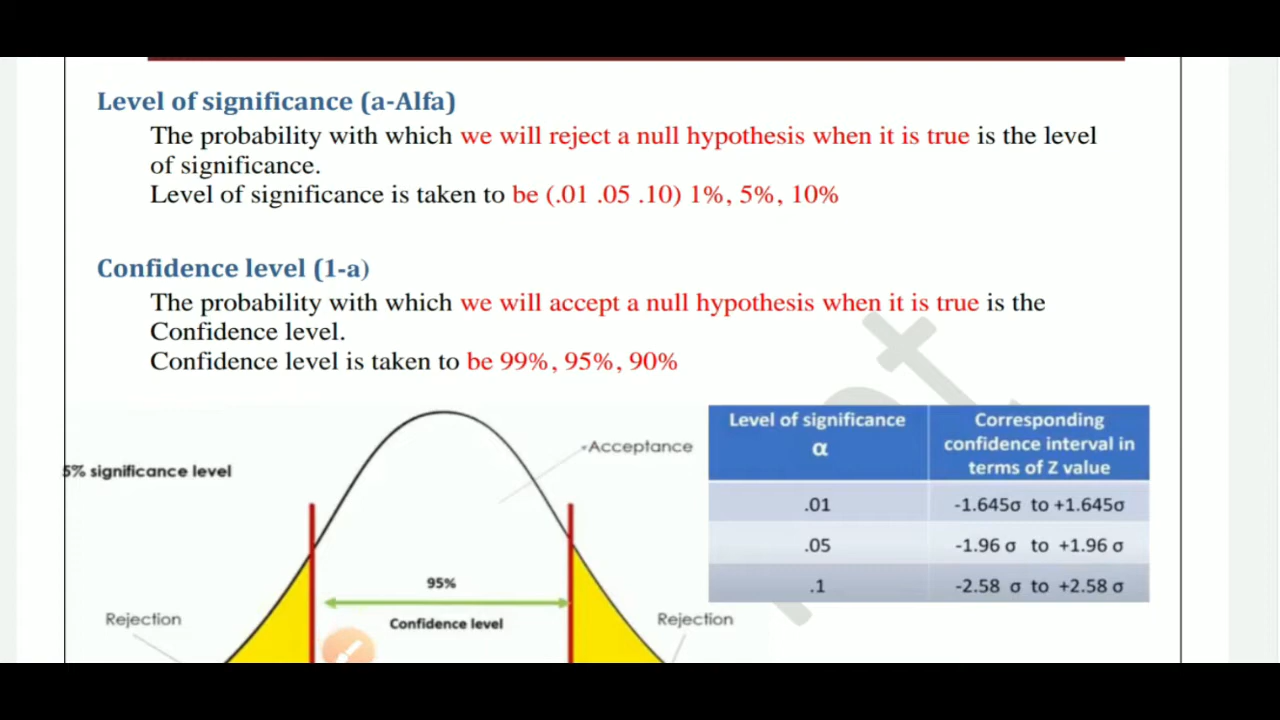 Level of significance (a-Alfa)
The probability with which we will reject a null hypothesis when it is true is the level
of significance.
Level of significance is taken to be (.01 .05 .10) 1%, 5%, 10%
Confidence level (1-a)
The probability with which we will accept a null hypothesis when it is true is the
Confidence level.
Confidence level is taken to be 99%, 95%, 90%
5% significance level
Acceptance
95%
Confidence level
Rejection
Rejection
Level of significance
α
Corresponding
confidence interval in
terms of Z value
.01 -1.645σ to +1.645σ
.05 -1.96 σ to +1.96 σ
.1 -2.58 σ to +2.58 σ